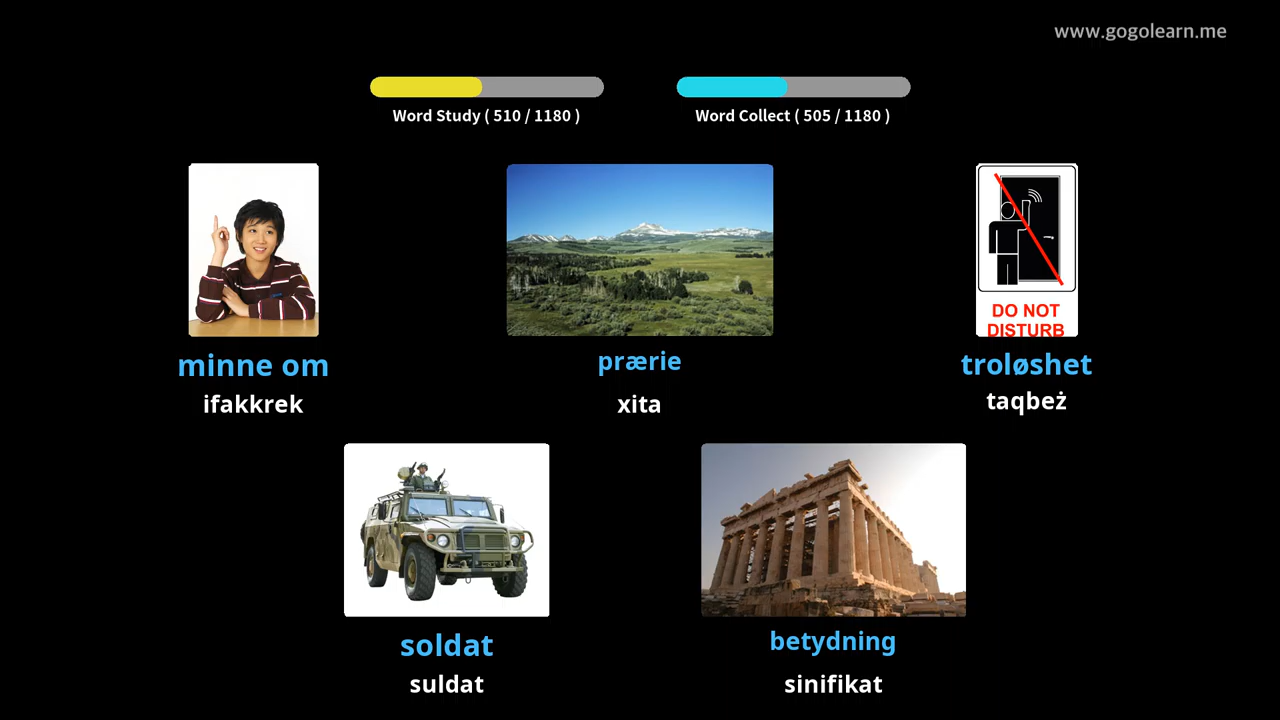 www.gogolearn.me
Word Study ( 510 / 1180 )
Word Collect ( 505 / 1180 )
DO NOT
DISTURB
minne om
prærie
troløshet
ifakkrek
xita
taqbeż
soldat
betydning
suldat
sinifikat